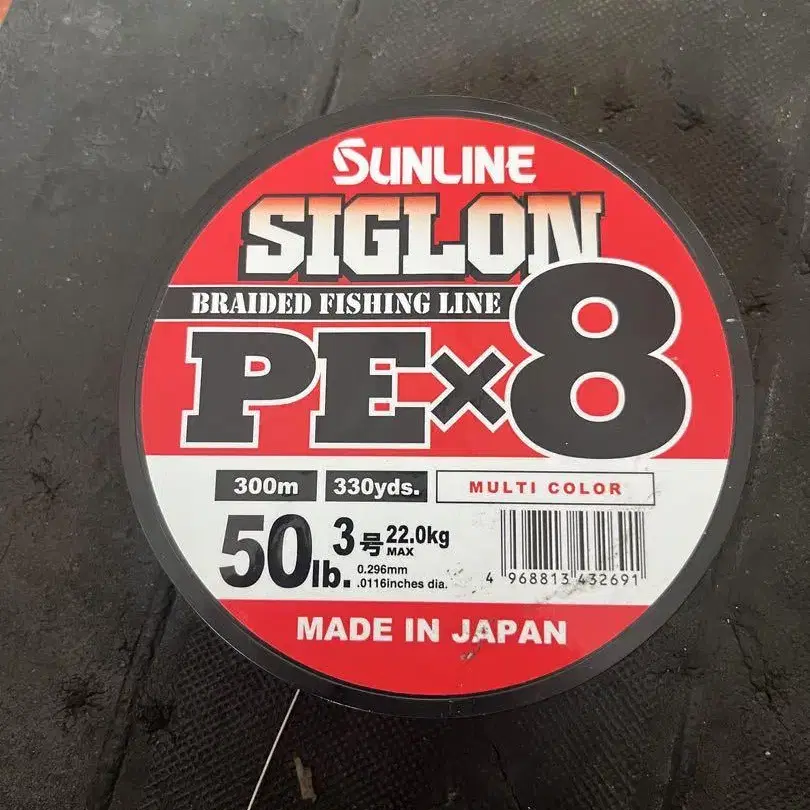 SUNLINE
SIGLON
BRAIDED FISHING LINE
PE×8
300m 330yds. MULTI COLOR
50lb. 3号 22.0kg MAX
0.296mm
.0116inches dia.
4 968813 432691
MADE IN JAPAN